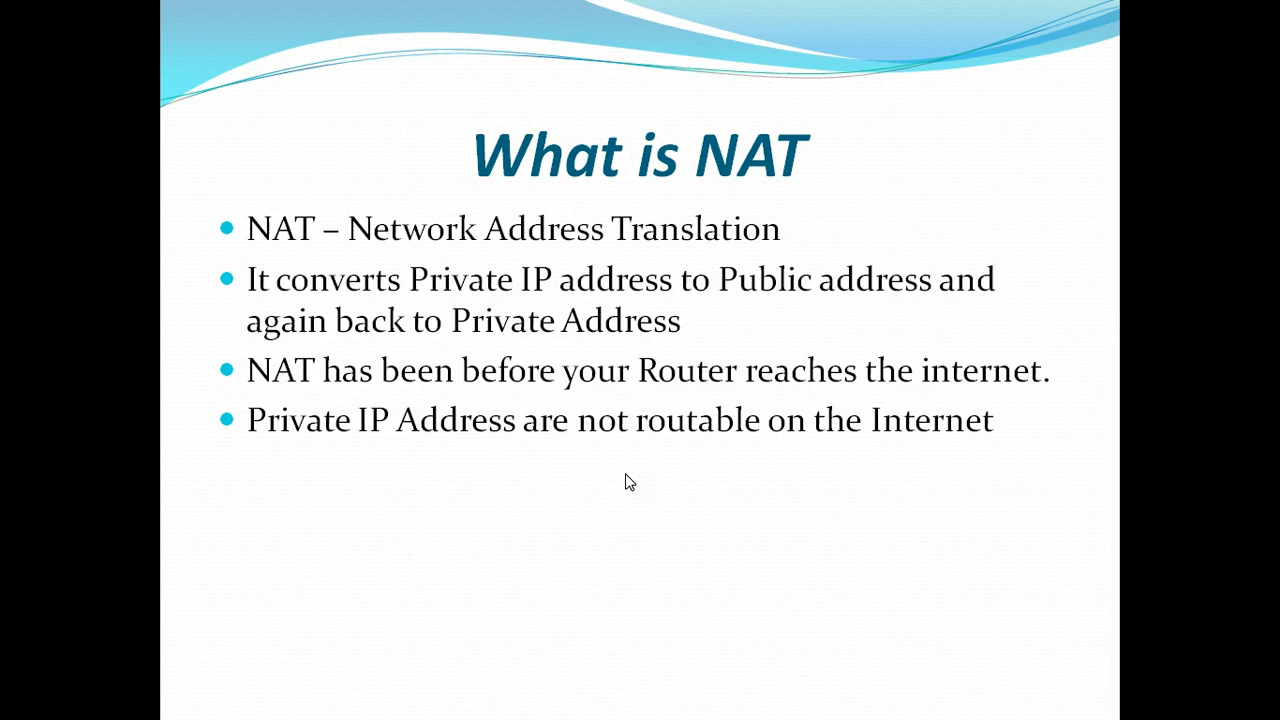 What is NAT
NAT – Network Address Translation
It converts Private IP address to Public address and
again back to Private Address
NAT has been before your Router reaches the internet.
Private IP Address are not routable on the Internet